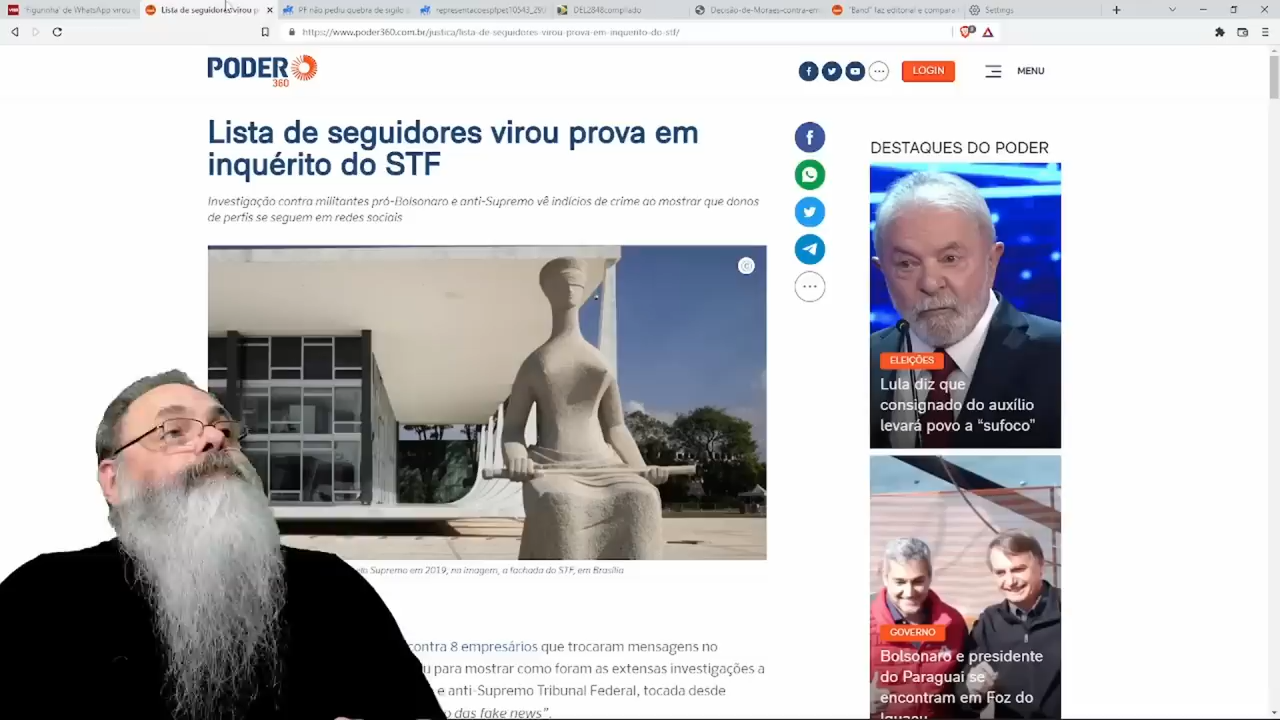 "Figurinha" de WhatsApp virou
Lista de seguidores virou p
PF não pediu quebra de sigilo
DEL2848compilado
Decisão-de-Moraes-contra-em
"Band" faz editorial e compara
Settings
https://www.poder360.com.br/justica/lista-de-seguidores-virou-prova-em-inquerito-do-stf/
PODER
360
LOGIN
MENU
Lista de seguidores virou prova em
inquérito do STF
Investigação contra militantes pró-Bolsonaro e anti-Supremo vê indícios de crime ao mostrar que donos
de perfis se seguem em redes sociais
DESTAQUES DO PODER
ELEIÇÕES
Lula diz que
consignado do auxílio
levará povo a "sufoco"
Supremo em 2019, na imagem, a fachada do STF, em Brasília
GOVERNO
Bolsonaro e presidente
do Paraguai se
encontram em Foz do
Iguaçu
contra 8 empresários que trocaram mensagens no
para mostrar como foram as extensas investigações a
e anti-Supremo Tribunal Federal, tocada desde
das fake news".